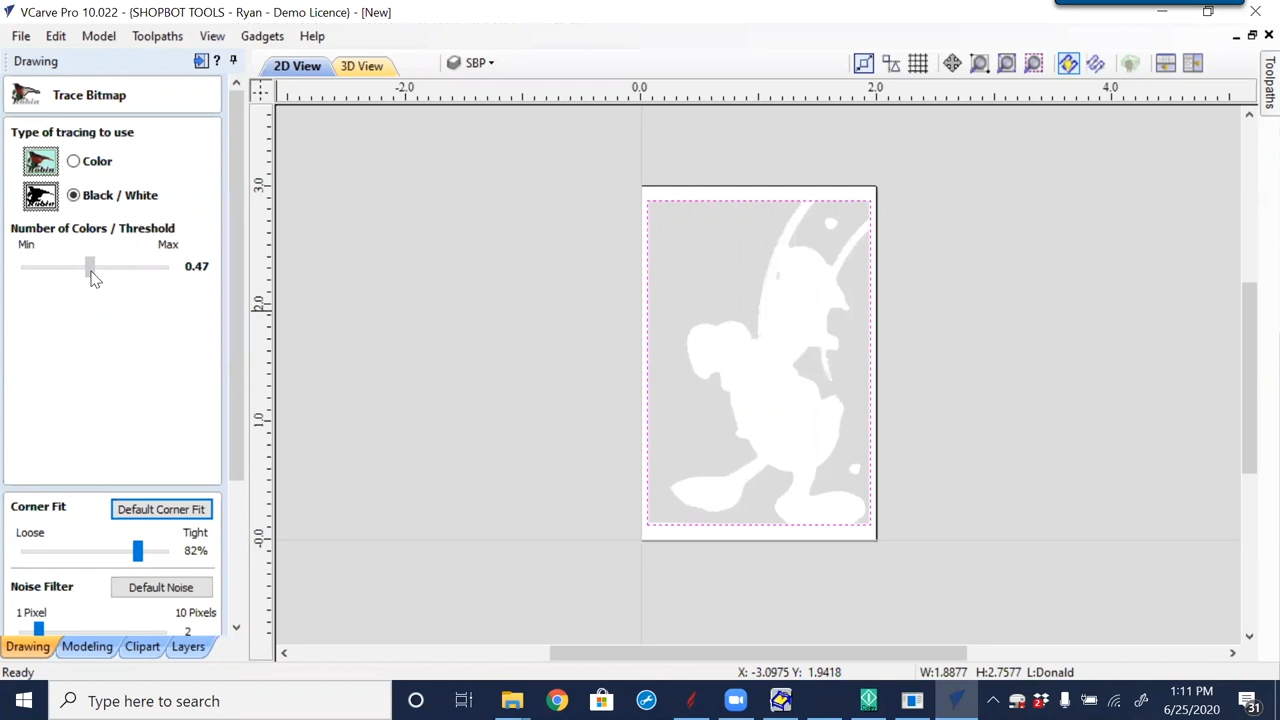 VCarve Pro 10.022 - {SHOPBOT TOOLS - Ryan - Demo Licence} - [New]
File Edit Model Toolpaths View Gadgets Help
Drawing
2D View
3D View
SBP
Toolpaths
Trace Bitmap
-2.0 0.0 2.0 4.0
Type of tracing to use
Color
Black / White
Number of Colors / Threshold
Min Max
0.47
3.0
2.0
1.0
-0.0
Corner Fit
Default Corner Fit
Loose Tight
82%
Noise Filter
Default Noise
1 Pixel 10 Pixels
2
Drawing Modeling Clipart Layers
Ready
X: -3.0975 Y: 1.9418
W:1.8877 H:2.7577 L:Donald
Type here to search
2
1:11 PM
6/25/2020
31